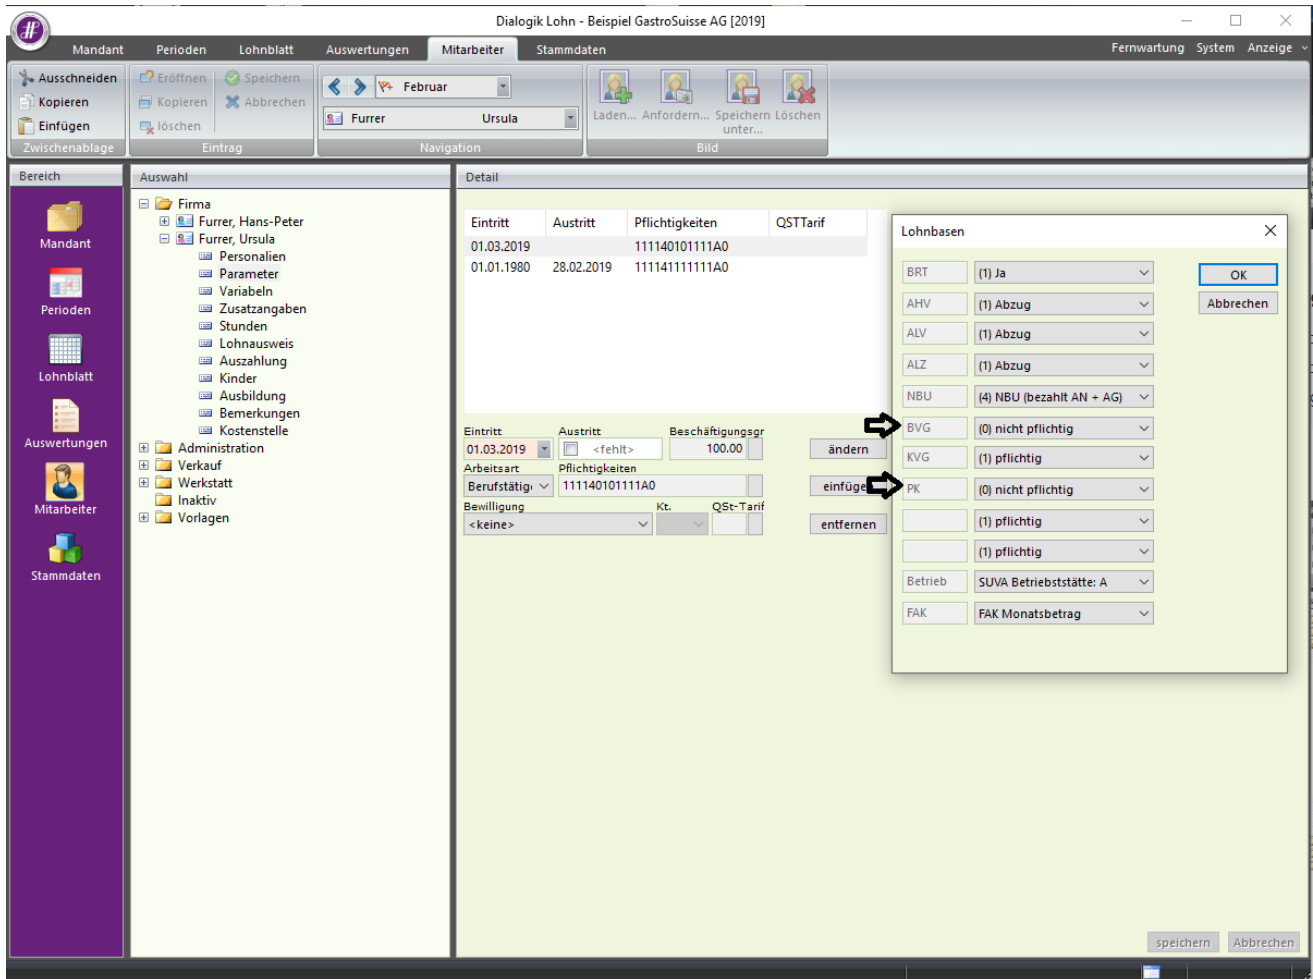 Dialogik Lohn - Beispiel GastroSuisse AG [2019]
Mandant Perioden Lohnblatt Auswertungen Mitarbeiter Stammdaten Fernwartung System Anzeige
Ausschneiden Eröffnen Speichern
Kopieren Kopieren Abbrechen
Einfügen löschen
Februar
Furrer Ursula
Laden... Anfordern... Speichern unter... Löschen
Zwischenablage Eintrag Navigation Bild
Bereich
Mandant
Perioden
Lohnblatt
Auswertungen
Mitarbeiter
Stammdaten
Auswahl
Firma
Furrer, Hans-Peter
Furrer, Ursula
Personalien
Parameter
Variabeln
Zusatzangaben
Stunden
Lohnausweis
Auszahlung
Kinder
Ausbildung
Bemerkungen
Kostenstelle
Administration
Verkauf
Werkstatt
Inaktiv
Vorlagen
Detail
Eintritt Austritt Pflichtigkeiten QSTTarif
01.03.2019 111140101111A0
01.01.1980 28.02.2019 111141111111A0
Eintritt Austritt Beschäftigungsgr
01.03.2019 <fehlt> 100.00 ändern
Arbeitsart Pflichtigkeiten
Berufstätig 111140101111A0 einfüge
Bewilligung Kt. QSt-Tarif
<keine> entfernen
Lohnbasen
BRT (1) Ja OK
AHV (1) Abzug Abbrechen
ALV (1) Abzug
ALZ (1) Abzug
NBU (4) NBU (bezahlt AN + AG)
BVG (0) nicht pflichtig
KVG (1) pflichtig
PK (0) nicht pflichtig
(1) pflichtig
(1) pflichtig
Betrieb SUVA Betriebststätte: A
FAK FAK Monatsbetrag
speichern Abbrechen